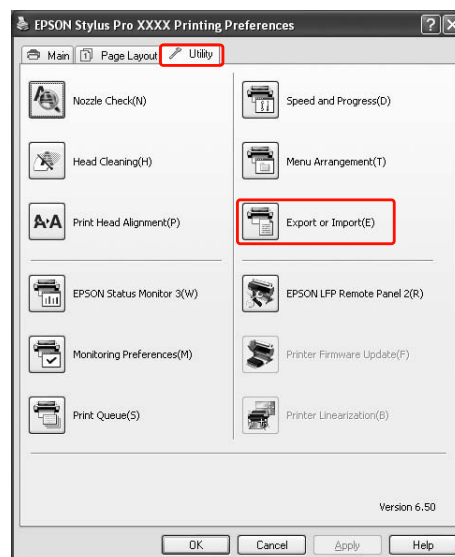 EPSON Stylus Pro XXXX Printing Preferences
Main Page Layout Utility
Nozzle Check(N)
Speed and Progress(D)
Head Cleaning(H)
Menu Arrangement(T)
Print Head Alignment(P)
Export or Import(E)
EPSON Status Monitor 3(W)
EPSON LFP Remote Panel 2(R)
Monitoring Preferences(M)
Printer Firmware Update(F)
Print Queue(S)
Printer Linearization(B)
Version 6.50
OK Cancel Apply Help